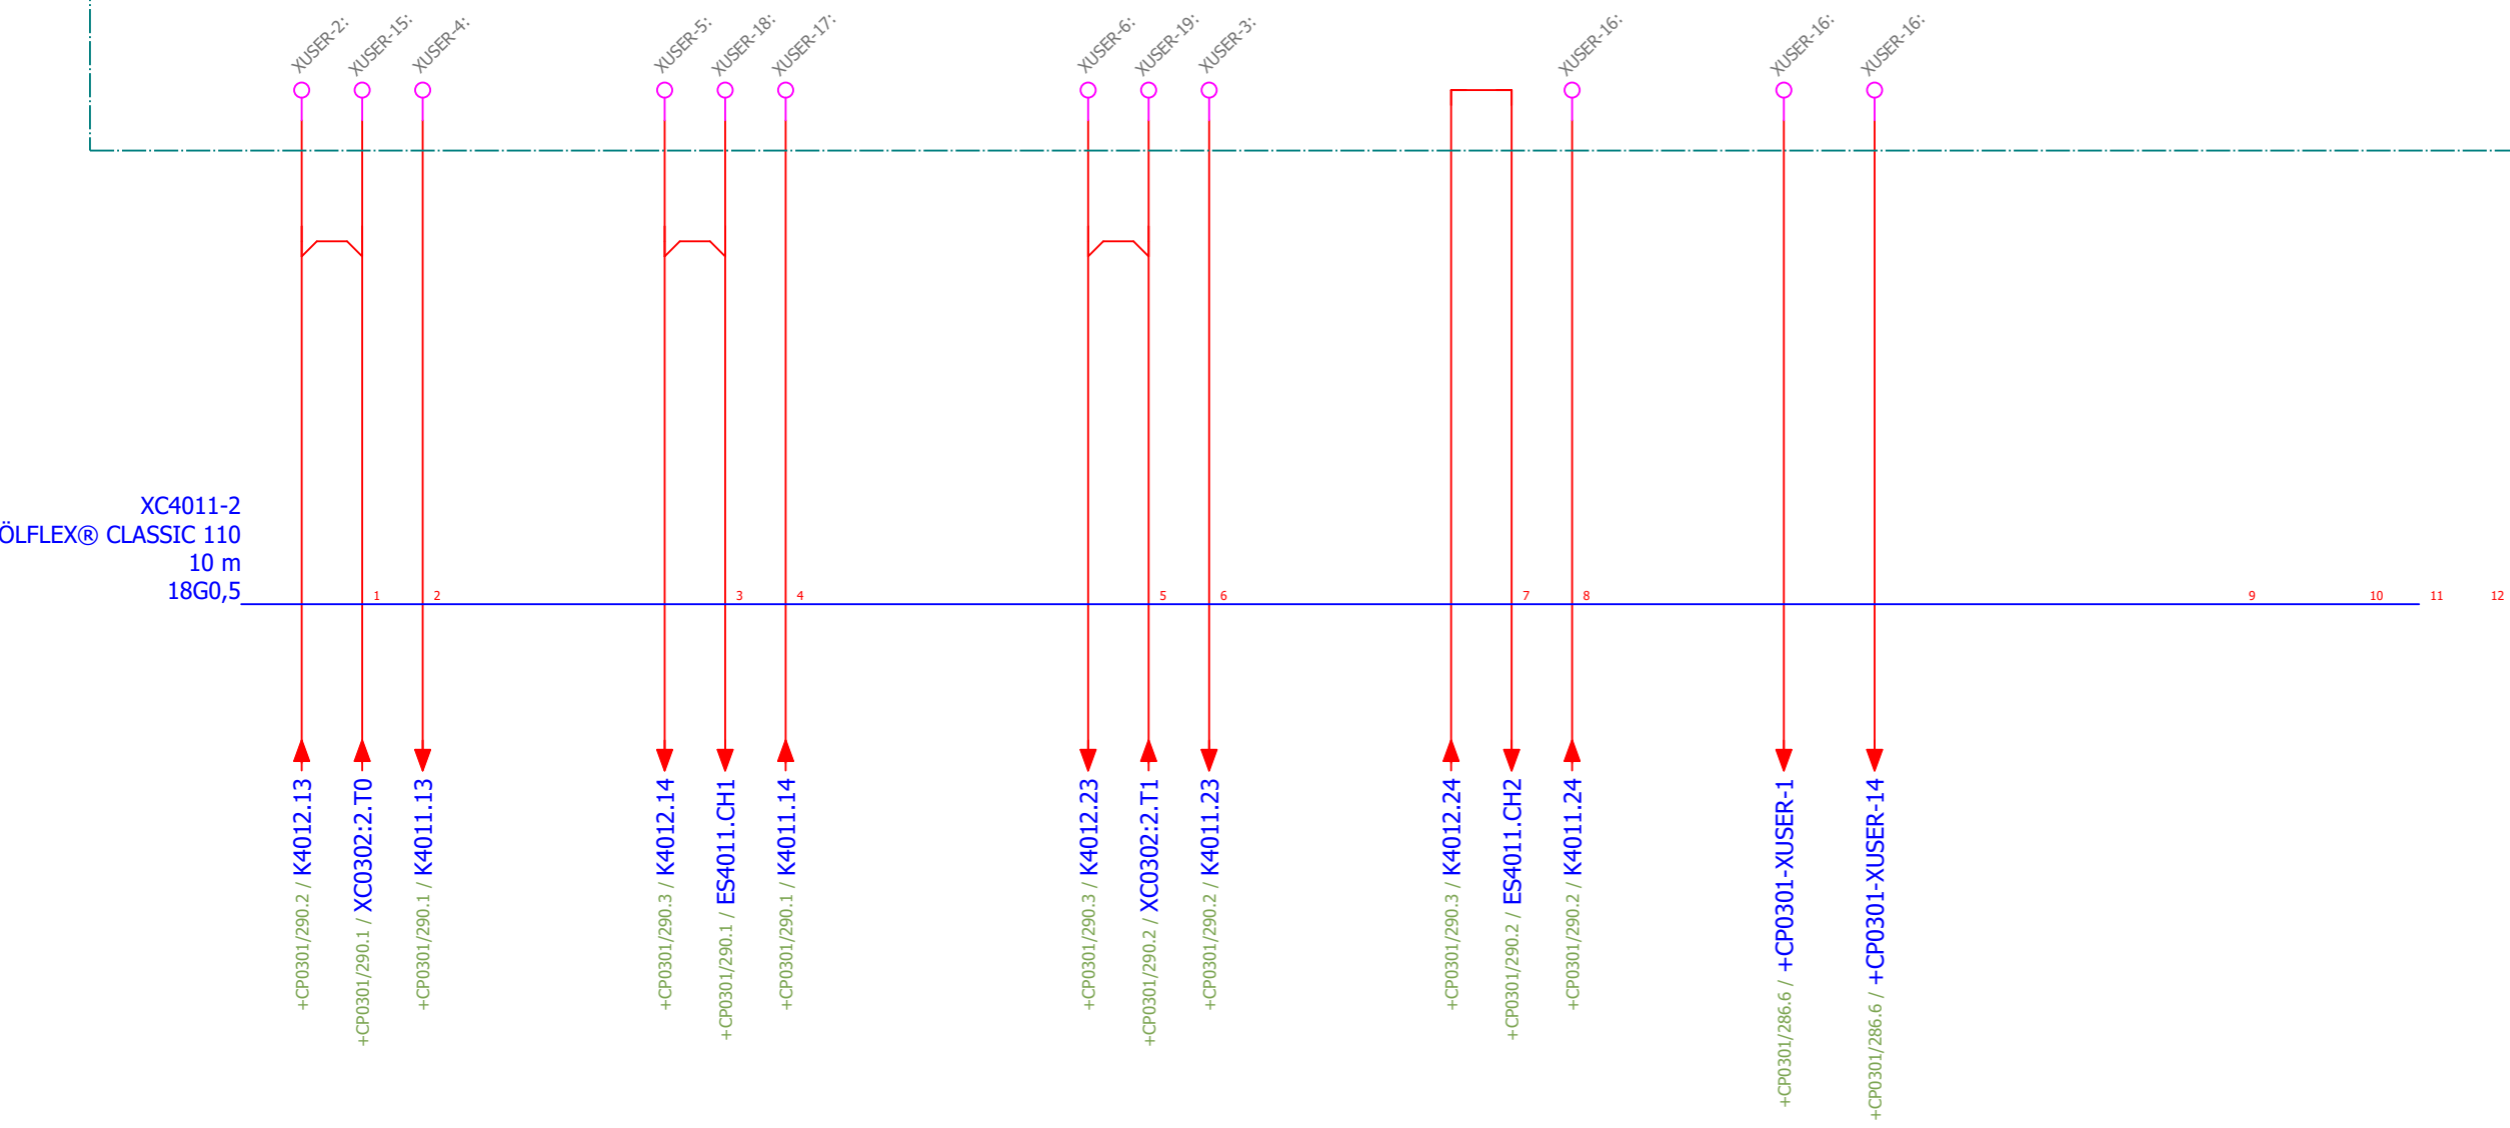 XUSER-2:
XUSER-15:
XUSER-4:
XUSER-5:
XUSER-18:
XUSER-17:
XUSER-6:
XUSER-19:
XUSER-3:
XUSER-16:
XUSER-16:
XUSER-16:
XC4011-2
ÖLFLEX® CLASSIC 110
10 m
18G0,5
1
2
3
4
5
6
7
8
9
10
11
12
+CP0301/290.2 / K4012.13
+CP0301/290.1 / XC0302:2.T0
+CP0301/290.1 / K4011.13
+CP0301/290.3 / K4012.14
+CP0301/290.1 / ES4011.CH1
+CP0301/290.1 / K4011.14
+CP0301/290.3 / K4012.23
+CP0301/290.2 / XC0302:2.T1
+CP0301/290.2 / K4011.23
+CP0301/290.3 / K4012.24
+CP0301/290.2 / ES4011.CH2
+CP0301/290.2 / K4011.24
+CP0301/286.6 / +CP0301-XUSER-1
+CP0301/286.6 / +CP0301-XUSER-14